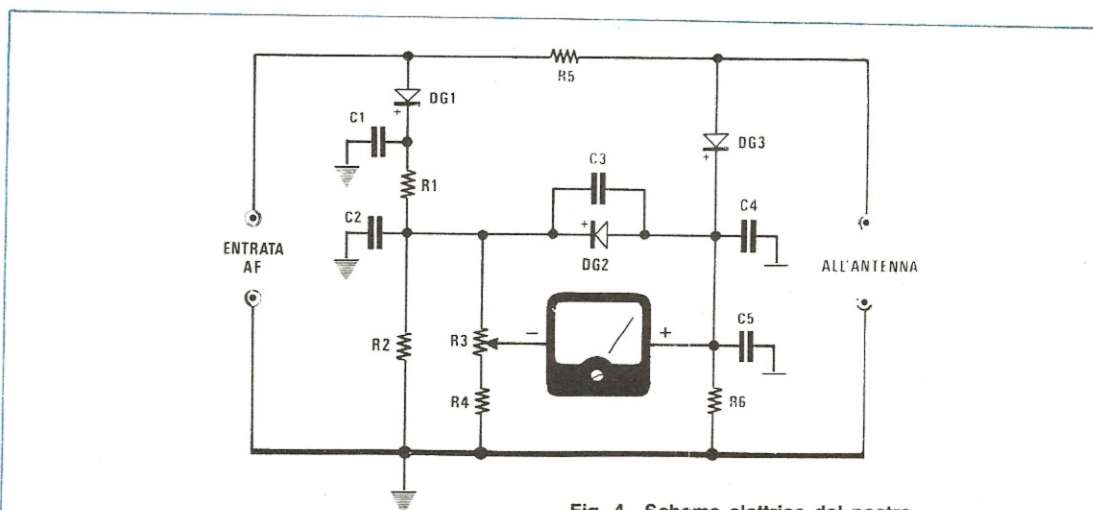 R5
DG1
+
C1
DG3
+
R1
C3
C2
+
C4
ENTRATA
AF
DG2
ALL'ANTENNA
R2
R3
−
+
C5
R4
R6
Fig. 4 Schema elettrico del nostro